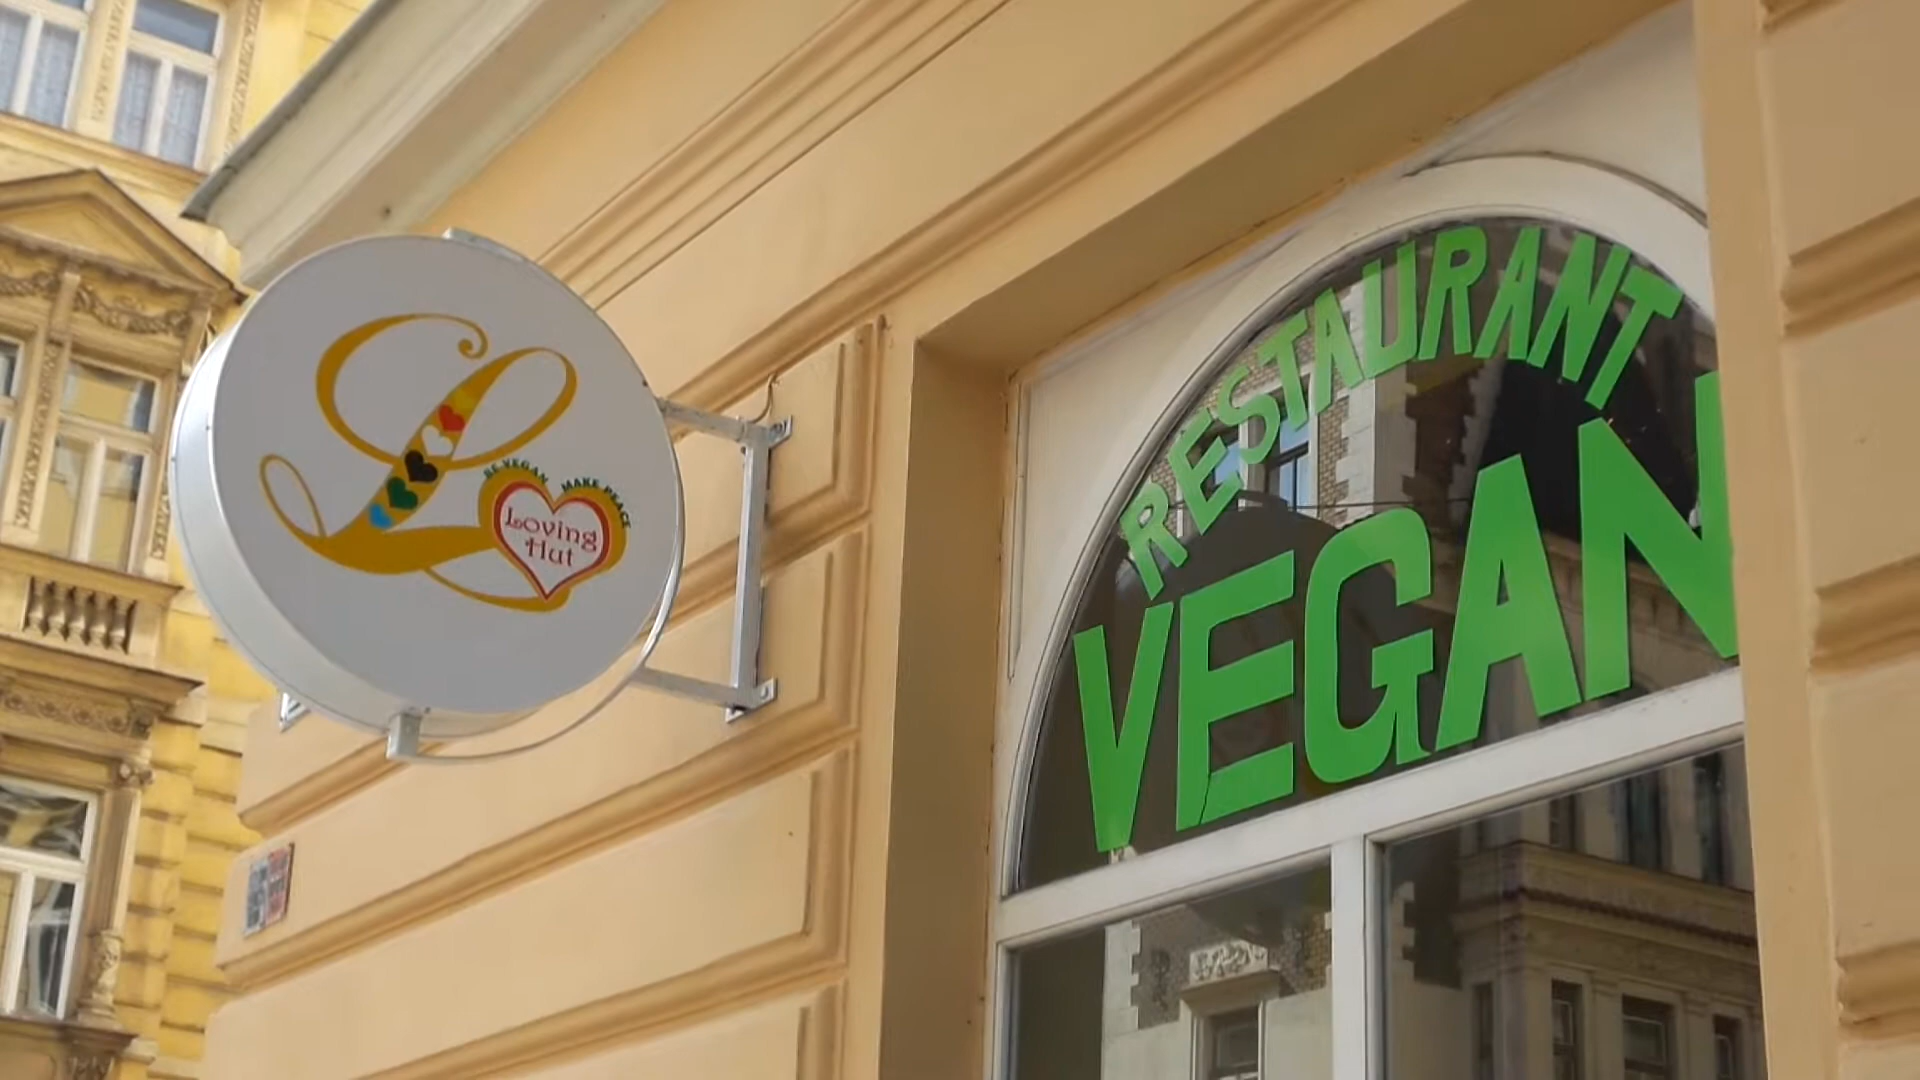 L
BE VEGAN MAKE PEACE
Loving
Hut
RESTAURANT
VEGAN